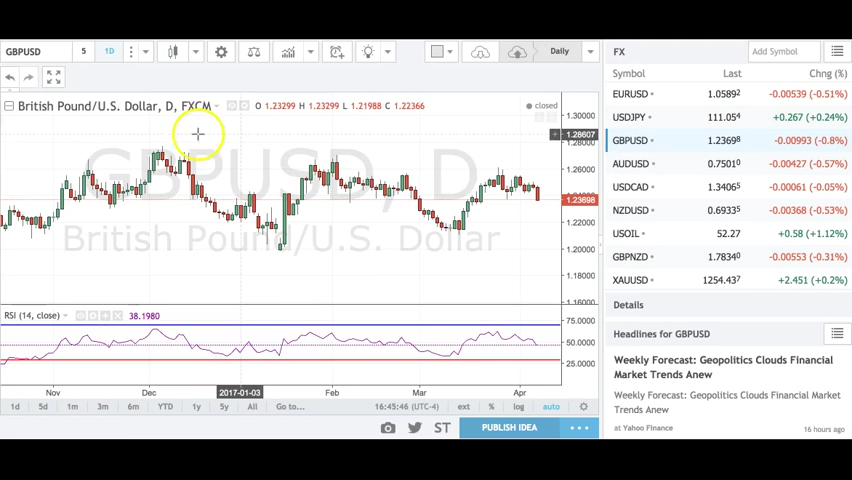 GBPUSD 5 1D Daily
British Pound/U.S. Dollar, D, FXCM O 1.23299 H 1.23299 L 1.21988 C 1.22366 closed
GBPUSD, D
British Pound/U.S. Dollar
1.30000
1.28607
1.28000
1.26000
1.23698
1.22000
1.20000
1.18000
1.16000
RSI (14, close) 38.1980
75.0000
50.0000
25.0000
Nov Dec 2017-01-03 Feb Mar Apr
1d 5d 1m 3m 6m YTD 1y 5y All Go to... 16:45:46 (UTC-4) ext % log auto
ST PUBLISH IDEA
FX Add Symbol
Symbol Last Chng (%)
EURUSD 1.05892 -0.00539 (-0.51%)
USDJPY 111.054 +0.267 (+0.24%)
GBPUSD 1.23698 -0.00993 (-0.8%)
AUDUSD 0.75010 -0.00427 (-0.57%)
USDCAD 1.34065 -0.00061 (-0.05%)
NZDUSD 0.69335 -0.00368 (-0.53%)
USOIL 52.27 +0.58 (+1.12%)
GBPNZD 1.78340 -0.00553 (-0.31%)
XAUUSD 1254.437 +2.451 (+0.2%)
Details
Headlines for GBPUSD
Weekly Forecast: Geopolitics Clouds Financial
Market Trends Anew
Weekly Forecast: Geopolitics Clouds Financial Market
Trends Anew
at Yahoo Finance 16 hours ago